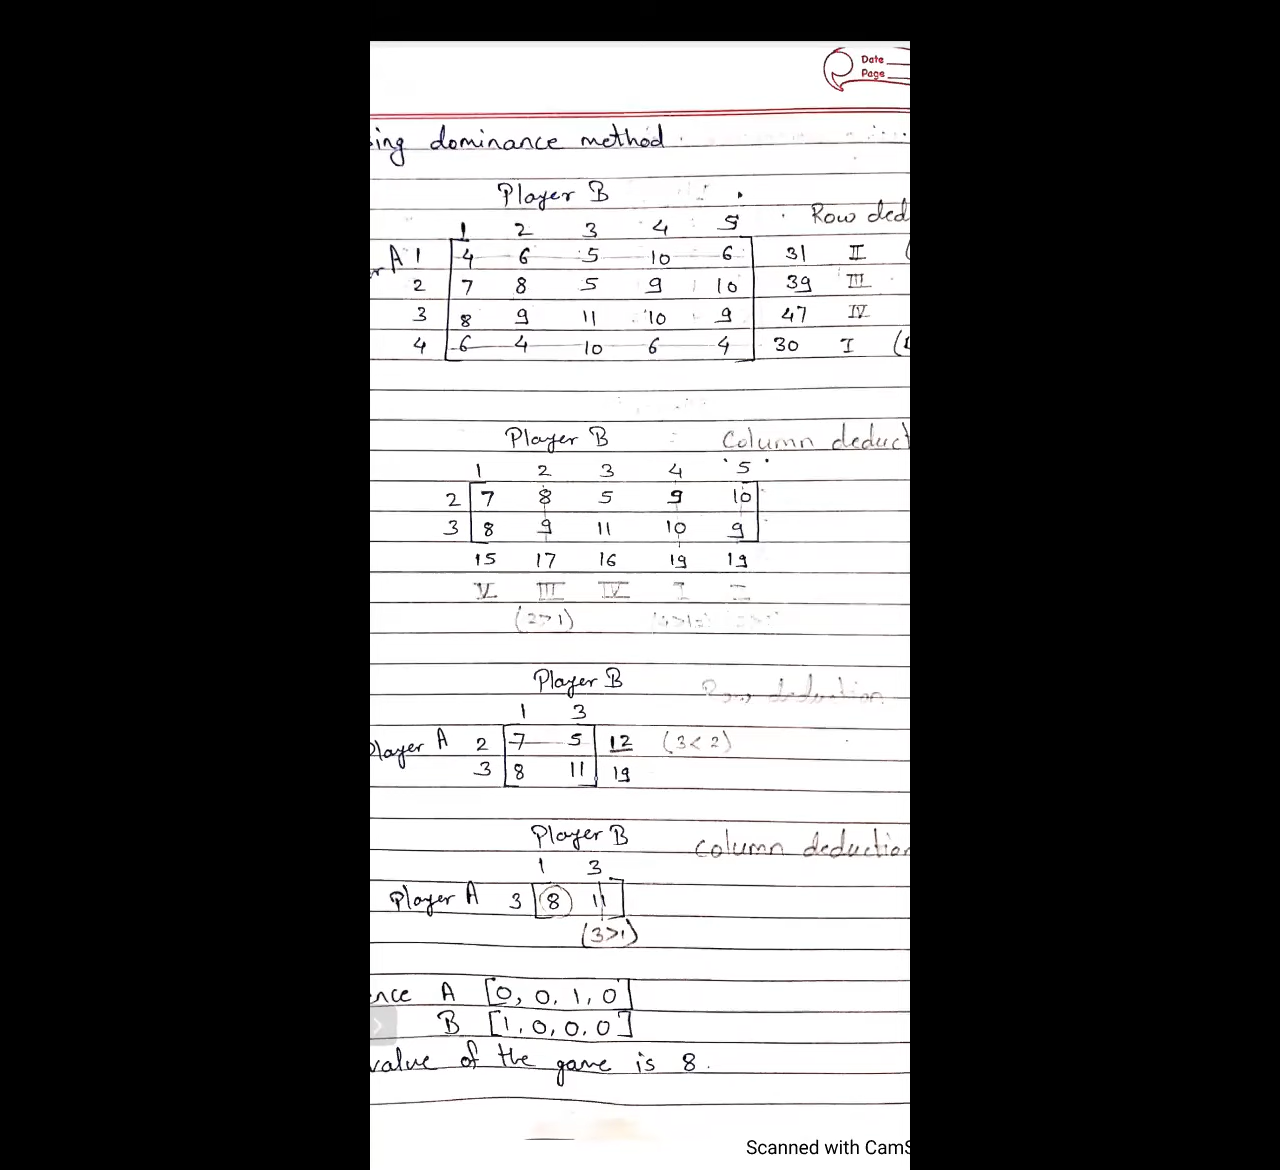 Date
Page
ing dominance method
Player B
1 2 3 4 5 Row ded
A 1 4 6 5 10 6 31 II (
2 7 8 5 9 10 39 III
3 8 9 11 10 9 47 IV
4 6 4 10 6 4 30 I (
Player B Column deduct
1 2 3 4 5
2 7 8 5 9 10
3 8 9 11 10 9
15 17 16 19 19
V III IV I
(2>1)
Player B Row deduction
1 3
Player A 2 7 5 12 (3<2)
3 8 11 19
Player B column deduction
1 3
Player A 3 8 11
(3>1)
ence A [0, 0, 1, 0]
B [1, 0, 0, 0]
value of the game is 8.
Scanned with CamS